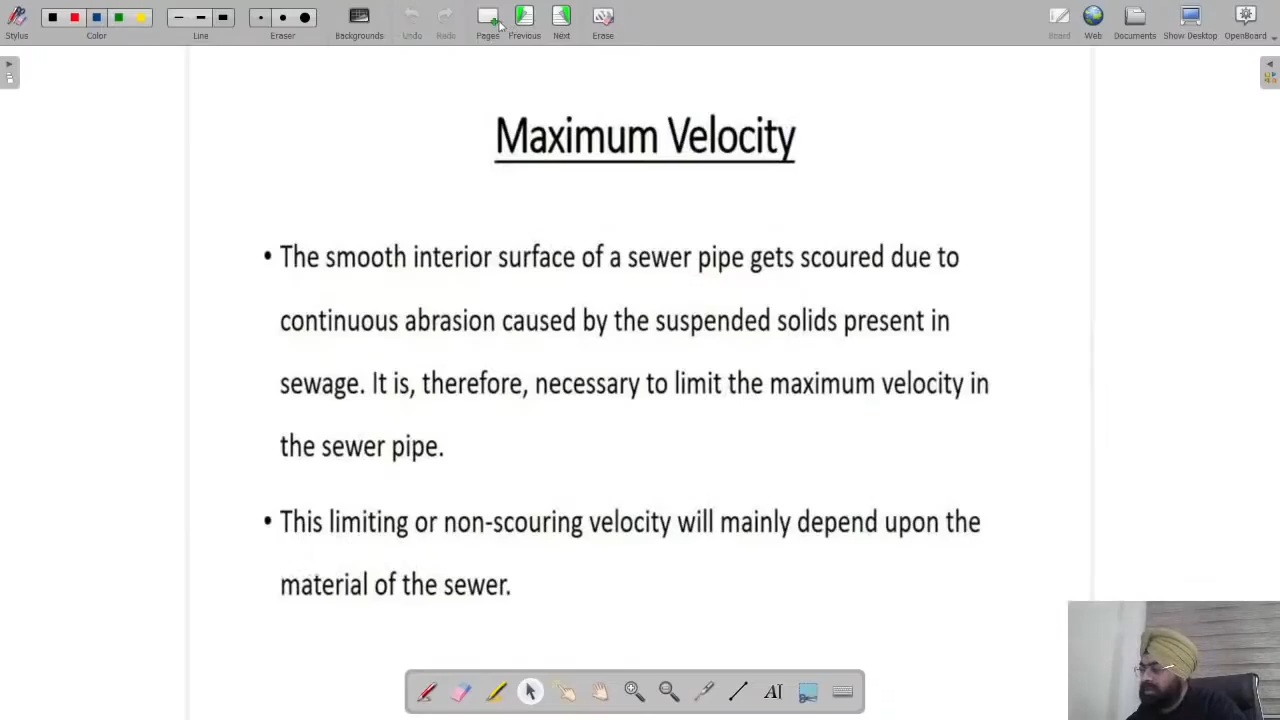 Stylus
Color
Line
Eraser
Backgrounds
Undo
Redo
Pages
Previous
Next
Erase
Board
Web
Documents
Show Desktop
OpenBoard
Maximum Velocity
• The smooth interior surface of a sewer pipe gets scoured due to
continuous abrasion caused by the suspended solids present in
sewage. It is, therefore, necessary to limit the maximum velocity in
the sewer pipe.
• This limiting or non-scouring velocity will mainly depend upon the
material of the sewer.
AI